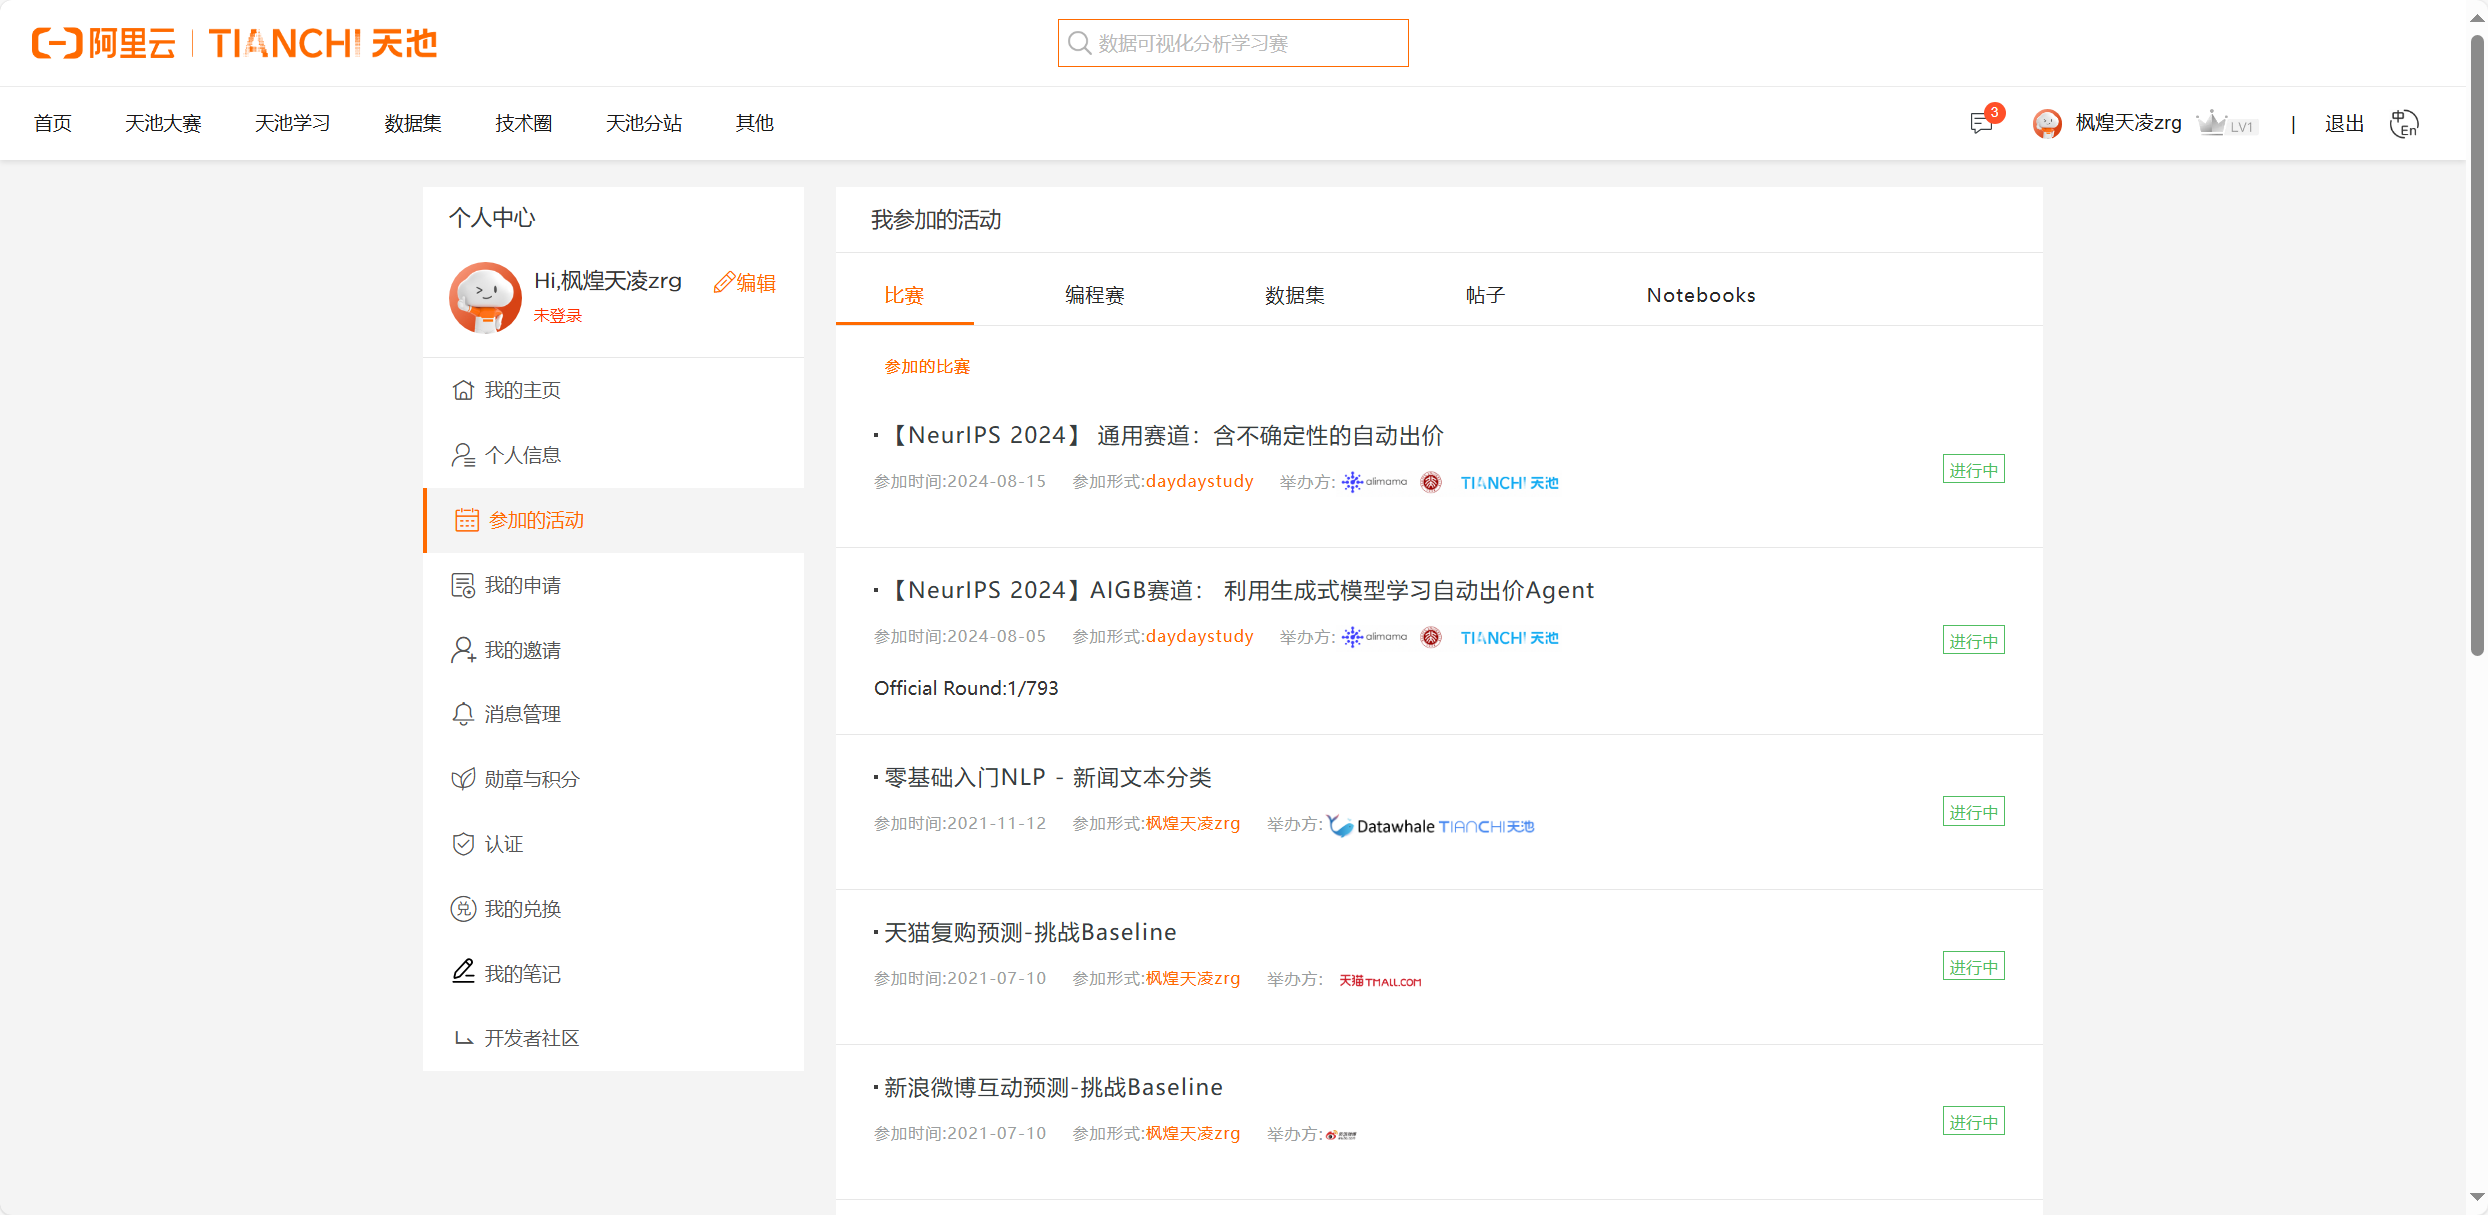 阿里云 | TIANCHI 天池
数据可视化分析学习赛
首页 天池大赛 天池学习 数据集 技术圈 天池分站 其他 3 枫煌天凌zrg LV1 | 退出 中 En
个人中心
Hi,枫煌天凌zrg 编辑
未登录
我的主页
个人信息
参加的活动
我的申请
我的邀请
消息管理
勋章与积分
认证
兑 我的兑换
我的笔记
开发者社区
我参加的活动
比赛 编程赛 数据集 帖子 Notebooks
参加的比赛
· 【NeurIPS 2024】 通用赛道：含不确定性的自动出价
参加时间:2024-08-15 参加形式:daydaystudy 举办方: alimama TIANCHI 天池
进行中
· 【NeurIPS 2024】AIGB赛道： 利用生成式模型学习自动出价Agent
参加时间:2024-08-05 参加形式:daydaystudy 举办方: alimama TIANCHI 天池
进行中
Official Round:1/793
· 零基础入门NLP - 新闻文本分类
参加时间:2021-11-12 参加形式:枫煌天凌zrg 举办方: Datawhale TIANCHI天池
进行中
· 天猫复购预测-挑战Baseline
参加时间:2021-07-10 参加形式:枫煌天凌zrg 举办方: 天猫TMALL.COM
进行中
· 新浪微博互动预测-挑战Baseline
参加时间:2021-07-10 参加形式:枫煌天凌zrg 举办方:
进行中